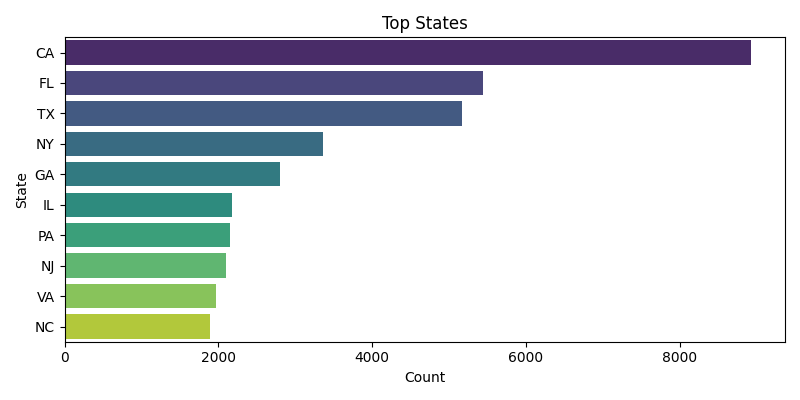 Top States
State
CA
FL
TX
NY
GA
IL
PA
NJ
VA
NC
0 2000 4000 6000 8000
Count